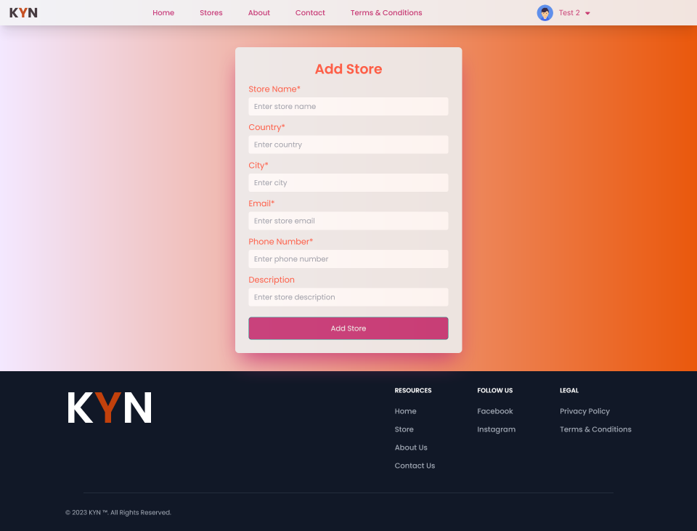 KYN
Home Stores About Contact Terms & Conditions
Test 2
Add Store
Store Name*
Enter store name
Country*
Enter country
City*
Enter city
Email*
Enter store email
Phone Number*
Enter phone number
Description
Enter store description
Add Store
KYN
RESOURCES
Home
Store
About Us
Contact Us
FOLLOW US
Facebook
Instagram
LEGAL
Privacy Policy
Terms & Conditions
© 2023 KYN ™. All Rights Reserved.